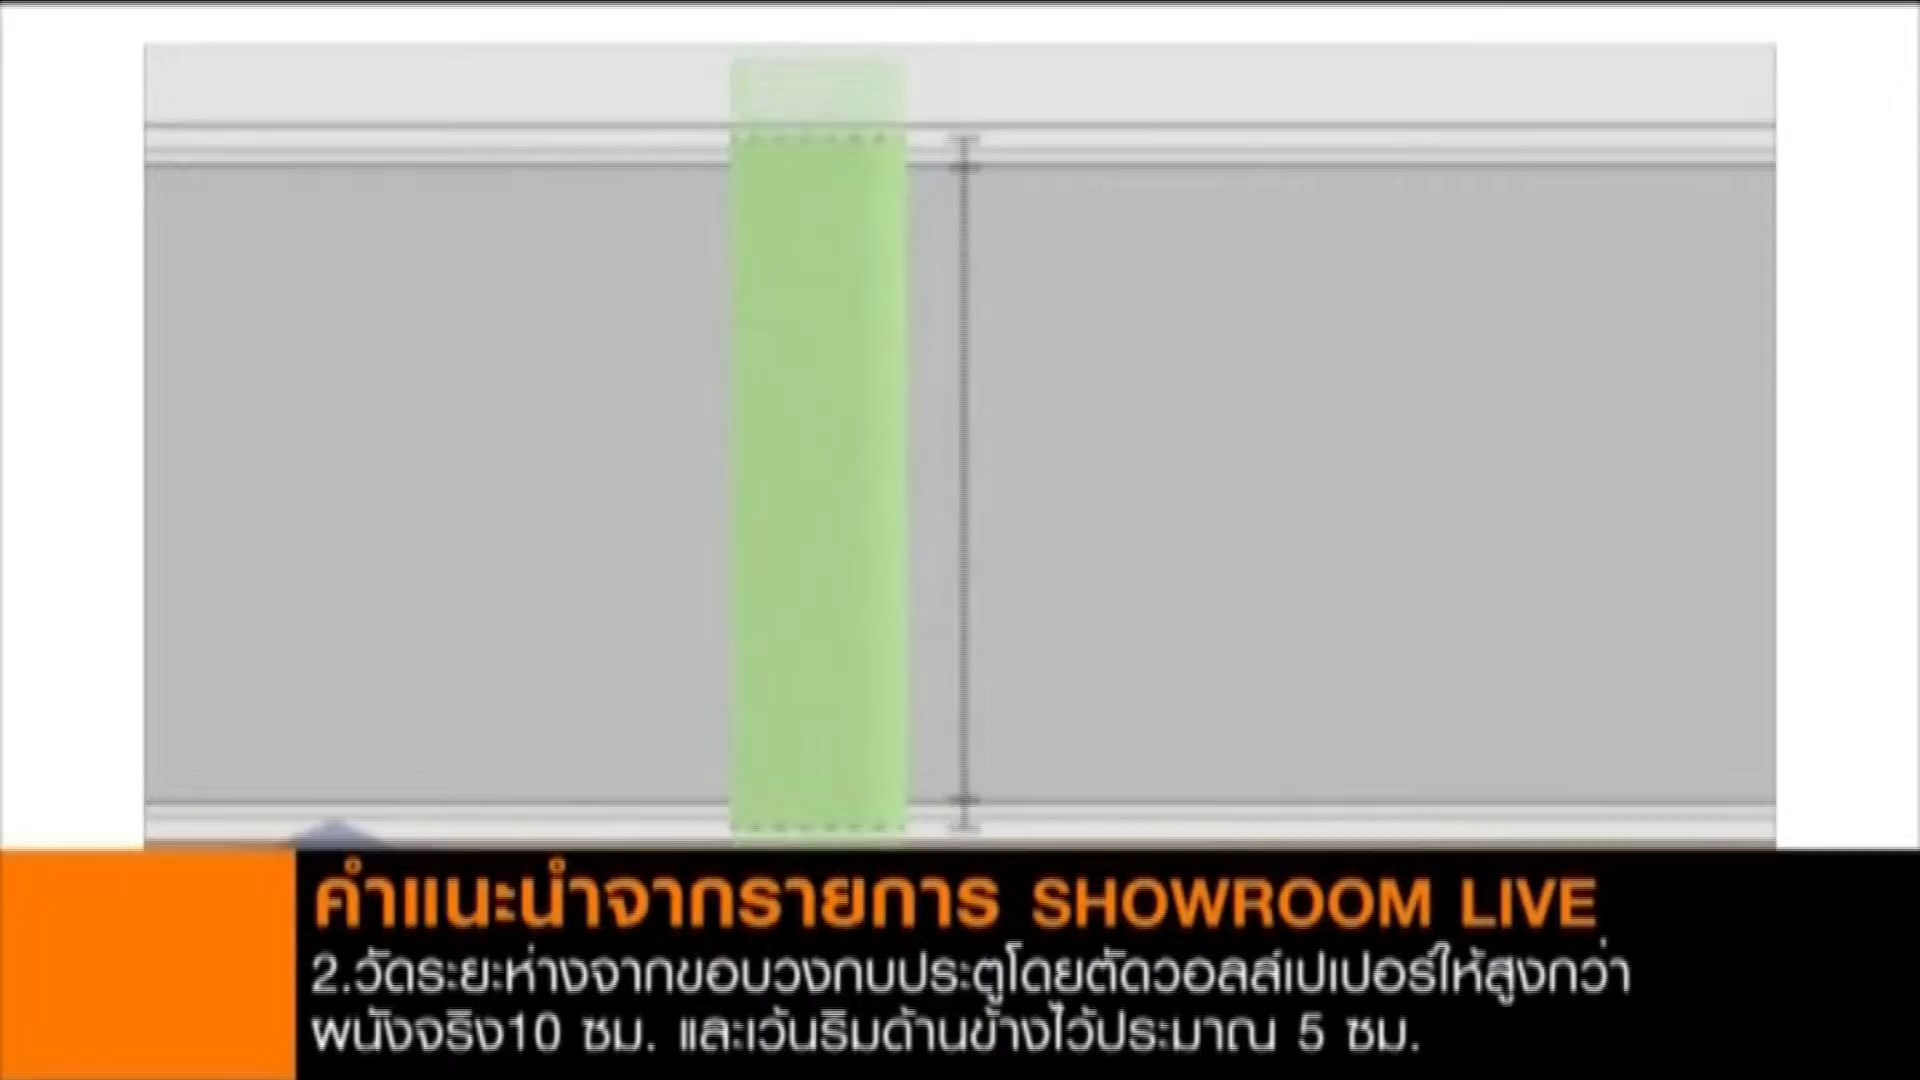 คำแนะนำจากรายการ SHOWROOM LIVE
2.วัดระยะห่างจากขอบวงกบประตูโดยตัดวอลล์เปเปอร์ให้สูงกว่า
ผนังจริง10 ซม. และเว้นริมด้านข้างไว้ประมาณ 5 ซม.